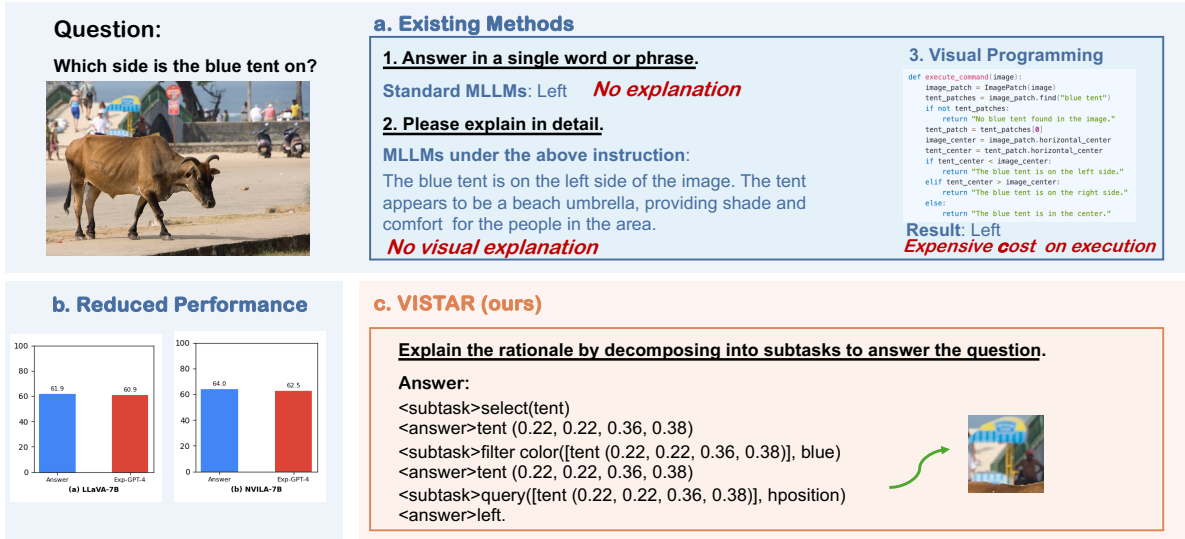 Question:
Which side is the blue tent on?
a. Existing Methods
1. Answer in a single word or phrase.
Standard MLLMs: Left
No explanation
2. Please explain in detail.
MLLMs under the above instruction:
The blue tent is on the left side of the image. The tent
appears to be a beach umbrella, providing shade and
comfort for the people in the area.
No visual explanation
3. Visual Programming
def execute_command(image):
image_patch = ImagePatch(image)
tent_patches = image_patch.find("blue tent")
if not tent_patches:
return "No blue tent found in the image."
tent_patch = tent_patches[0]
image_center = image_patch.horizontal_center
tent_center = tent_patch.horizontal_center
if tent_center < image_center:
return "The blue tent is on the left side."
elif tent_center > image_center:
return "The blue tent is on the right side."
else:
return "The blue tent is in the center."
Result: Left
Expensive cost on execution
b. Reduced Performance
100
80
60
40
20
0
61.9
60.9
Answer
Exp-GPT-4
(a) LLaVA-7B
100
80
60
40
20
0
64.0
62.5
Answer
Exp-GPT-4
(b) NVILA-7B
c. VISTAR (ours)
Explain the rationale by decomposing into subtasks to answer the question.
Answer:
<subtask>select(tent)
<answer>tent (0.22, 0.22, 0.36, 0.38)
<subtask>filter color([tent (0.22, 0.22, 0.36, 0.38)], blue)
<answer>tent (0.22, 0.22, 0.36, 0.38)
<subtask>query([tent (0.22, 0.22, 0.36, 0.38)], hposition)
<answer>left.